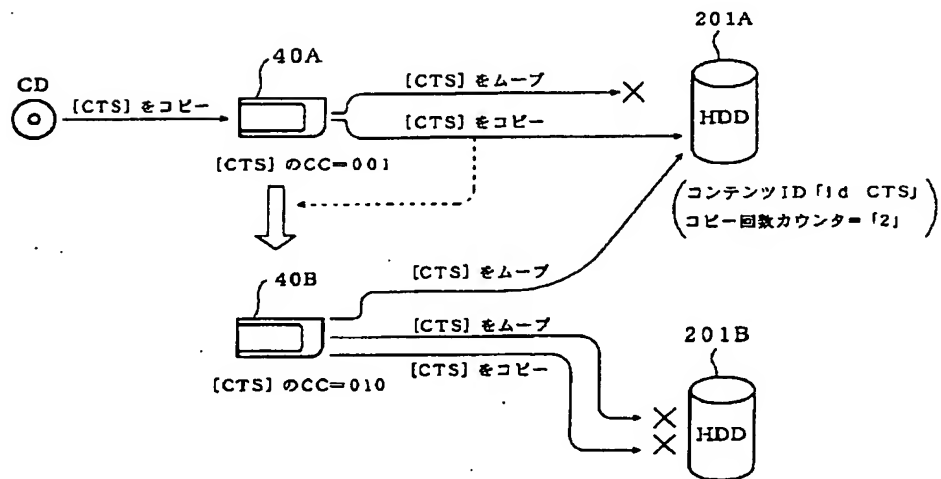 201A
40A
CD
[CTS] をムーブ
[CTS] をコピー
[CTS] をコピー
HDD
[CTS] のCC=001
コンテンツID「id CTS」
コピー回数カウンタ=「2」
40B
[CTS] をムーブ
[CTS] をムーブ
201B
[CTS] をコピー
[CTS] のCC=010
HDD